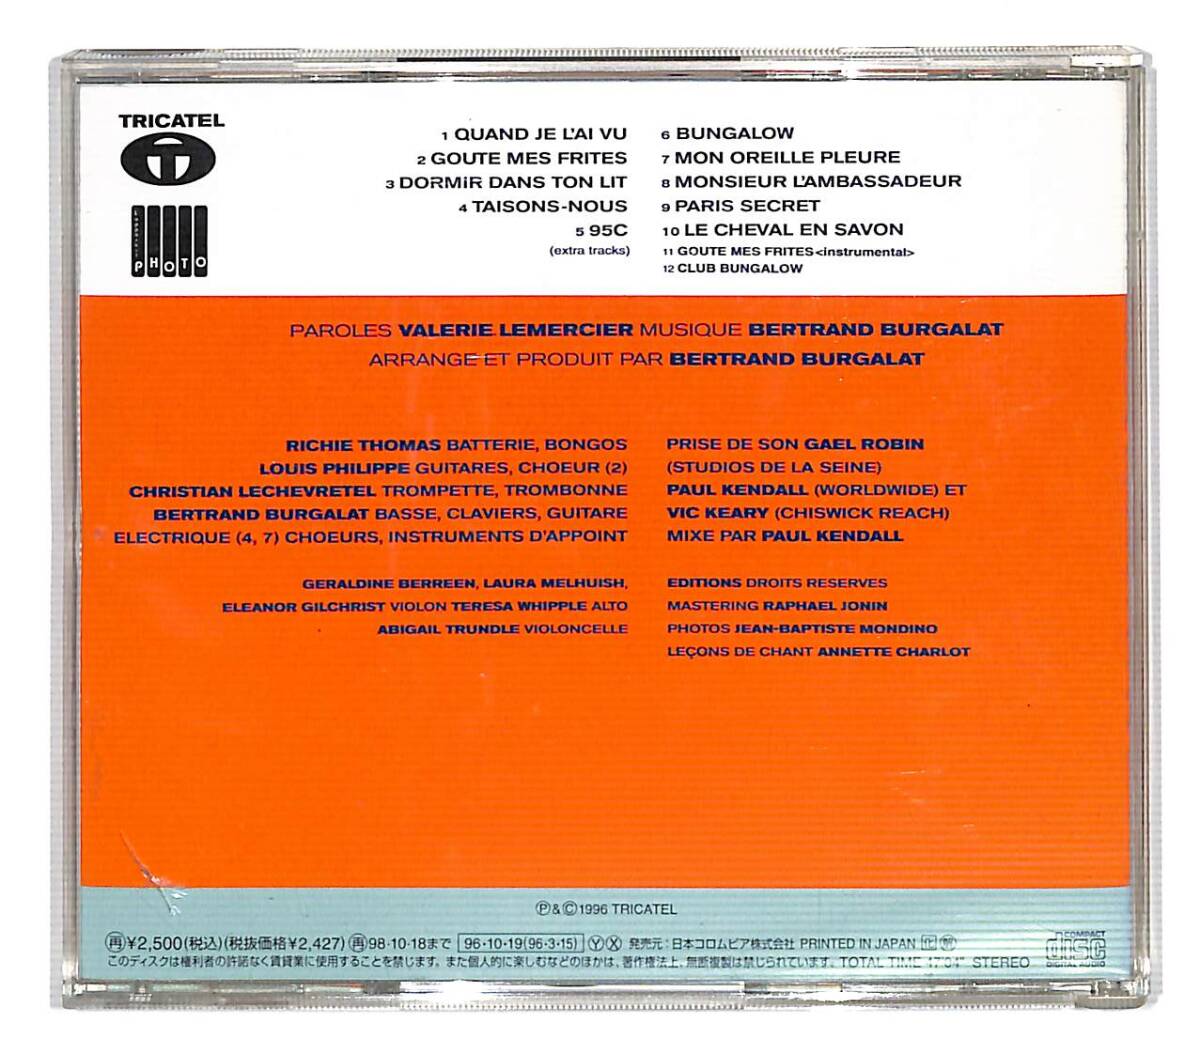 TRICATEL
T
PHOTO
1 QUAND JE L'AI VU
2 GOUTE MES FRITES
3 DORMiR DANS TON LIT
4 TAISONS-NOUS
5 95C
(extra tracks)
6 BUNGALOW
7 MON OREILLE PLEURE
8 MONSIEUR L'AMBASSADEUR
9 PARIS SECRET
10 LE CHEVAL EN SAVON
11 GOUTE MES FRITES<instrumental>
12 CLUB BUNGALOW
PAROLES VALERIE LEMERCIER MUSIQUE BERTRAND BURGALAT
ARRANGE ET PRODUIT PAR BERTRAND BURGALAT
RICHIE THOMAS BATTERIE, BONGOS
LOUIS PHILIPPE GUITARES, CHOEUR (2)
CHRISTIAN LECHEVRETEL TROMPETTE, TROMBONNE
BERTRAND BURGALAT BASSE, CLAVIERS, GUITARE
ELECTRIQUE (4, 7) CHOEURS, INSTRUMENTS D'APPOINT
GERALDINE BERREEN, LAURA MELHUISH,
ELEANOR GILCHRIST VIOLON TERESA WHIPPLE ALTO
ABIGAIL TRUNDLE VIOLONCELLE
PRISE DE SON GAEL ROBIN
(STUDIOS DE LA SEINE)
PAUL KENDALL (WORLDWIDE) ET
VIC KEARY (CHISWICK REACH)
MIXE PAR PAUL KENDALL
EDITIONS DROITS RESERVES
MASTERING RAPHAEL JONIN
PHOTOS JEAN-BAPTISTE MONDINO
LEÇONS DE CHANT ANNETTE CHARLOT
Ⓟ&©1996 TRICATEL
㊢¥2,500(税込)(税抜価格¥2,427)㊢98・10・18まで 96・10・19(96・3・15) ⓎⓍ 発売元：日本コロムビア株式会社 PRINTED IN JAPAN
このディスクは権利者の許諾なく賃貸業に使用することを禁じます。また個人的に楽しむなどのほかは、著作権法上、無断複製は禁じられています。 TOTAL TIME 47'04" STEREO
COMPACT
disc
DIGITAL AUDIO